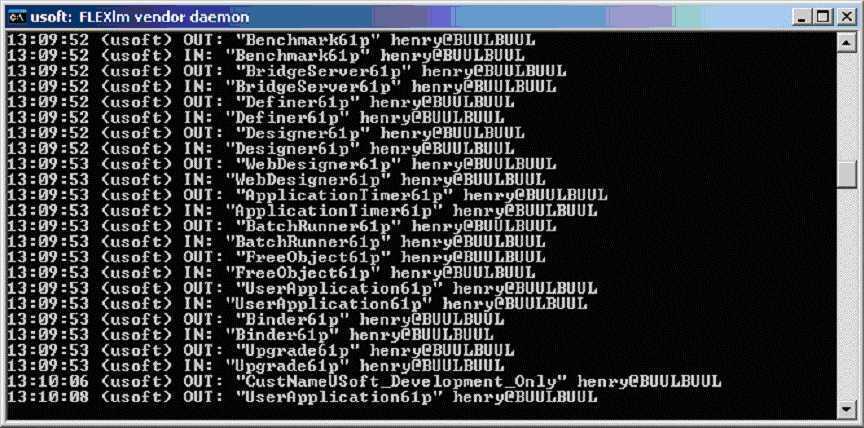 usoft: FLEXlm vendor daemon
13:09:52 (usoft) OUT: "Benchmark61p" henry@BUULBUUL
13:09:52 (usoft) IN: "Benchmark61p" henry@BUULBUUL
13:09:52 (usoft) OUT: "BridgeServer61p" henry@BUULBUUL
13:09:52 (usoft) IN: "BridgeServer61p" henry@BUULBUUL
13:09:52 (usoft) OUT: "Definer61p" henry@BUULBUUL
13:09:52 (usoft) IN: "Definer61p" henry@BUULBUUL
13:09:52 (usoft) OUT: "Designer61p" henry@BUULBUUL
13:09:52 (usoft) IN: "Designer61p" henry@BUULBUUL
13:09:53 (usoft) OUT: "WebDesigner61p" henry@BUULBUUL
13:09:53 (usoft) IN: "WebDesigner61p" henry@BUULBUUL
13:09:53 (usoft) OUT: "ApplicationTimer61p" henry@BUULBUUL
13:09:53 (usoft) IN: "ApplicationTimer61p" henry@BUULBUUL
13:09:53 (usoft) OUT: "BatchRunner61p" henry@BUULBUUL
13:09:53 (usoft) IN: "BatchRunner61p" henry@BUULBUUL
13:09:53 (usoft) OUT: "FreeObject61p" henry@BUULBUUL
13:09:53 (usoft) IN: "FreeObject61p" henry@BUULBUUL
13:09:53 (usoft) OUT: "UserApplication61p" henry@BUULBUUL
13:09:53 (usoft) IN: "UserApplication61p" henry@BUULBUUL
13:09:53 (usoft) OUT: "Binder61p" henry@BUULBUUL
13:09:53 (usoft) IN: "Binder61p" henry@BUULBUUL
13:09:53 (usoft) OUT: "Upgrade61p" henry@BUULBUUL
13:09:53 (usoft) IN: "Upgrade61p" henry@BUULBUUL
13:10:06 (usoft) OUT: "CustNameUSoft_Development_Only" henry@BUULBUUL
13:10:08 (usoft) OUT: "UserApplication61p" henry@BUULBUUL